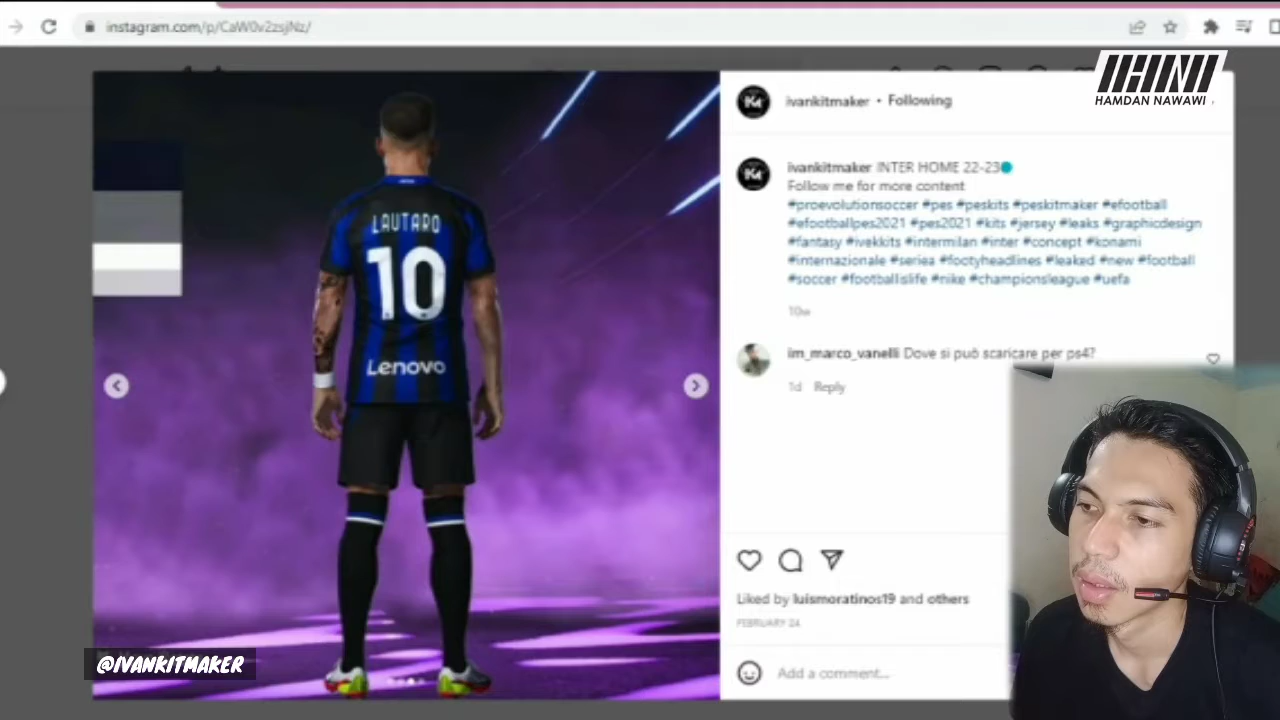 instagram.com/p/CaW0v2zsjNz/
HAMDAN NAWAWI
ivankitmaker • Following
ivankitmaker INTER HOME 22-23
Follow me for more content
#proevolutionsoccer #pes #peskits #peskitmaker #efootball
#efootballpes2021 #pes2021 #kits #jersey #leaks #graphicdesign
#fantasy #ivekkits #intermilan #inter #concept #konami
#internazionale #seriea #footyheadlines #leaked #new #football
#soccer #footballislife #nike #championsleague #uefa
10w
im_marco_vanelli Dove si può scaricare per ps4?
1d Reply
LAUTARO
10
Lenovo
Liked by luismoratinos19 and others
FEBRUARY 24
Add a comment...
@IVANKITMAKER